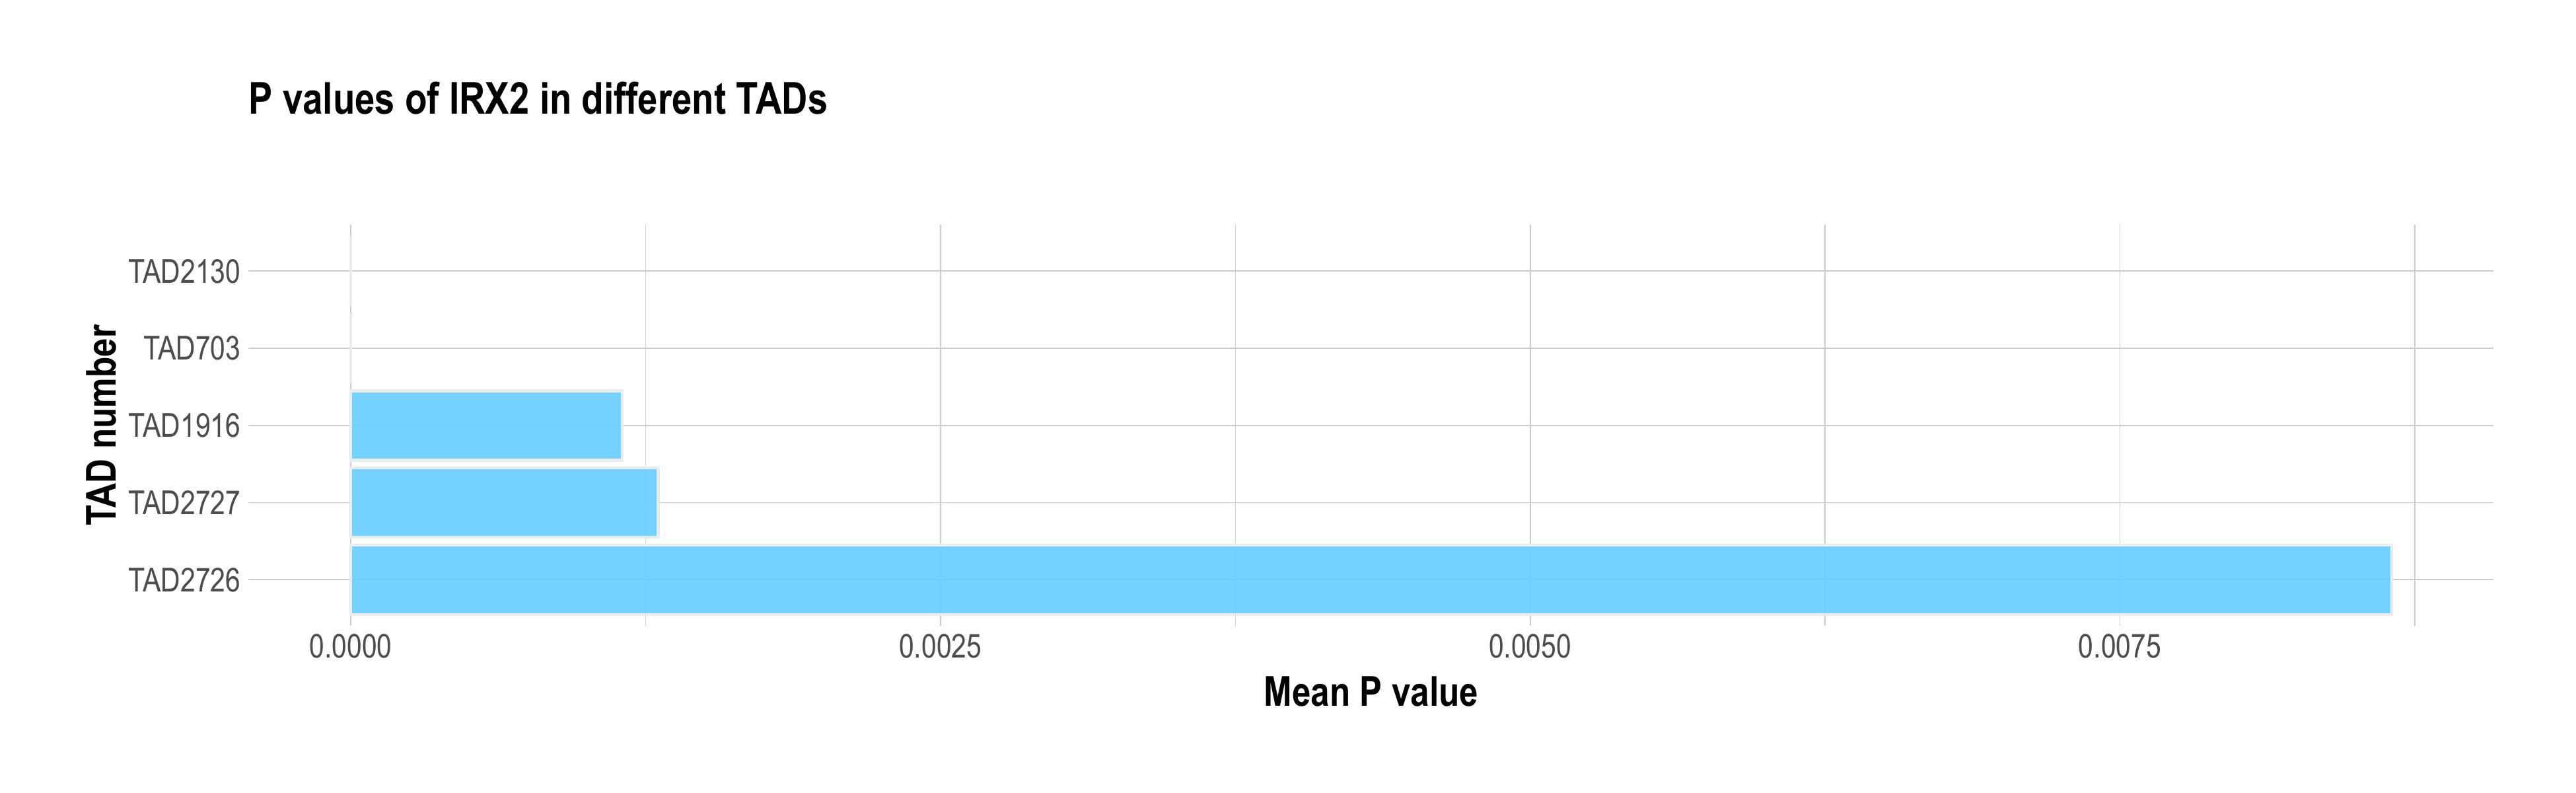 P values of IRX2 in different TADs
TAD number
TAD2130
TAD703
TAD1916
TAD2727
TAD2726
0.0000 0.0025 0.0050 0.0075
Mean P value